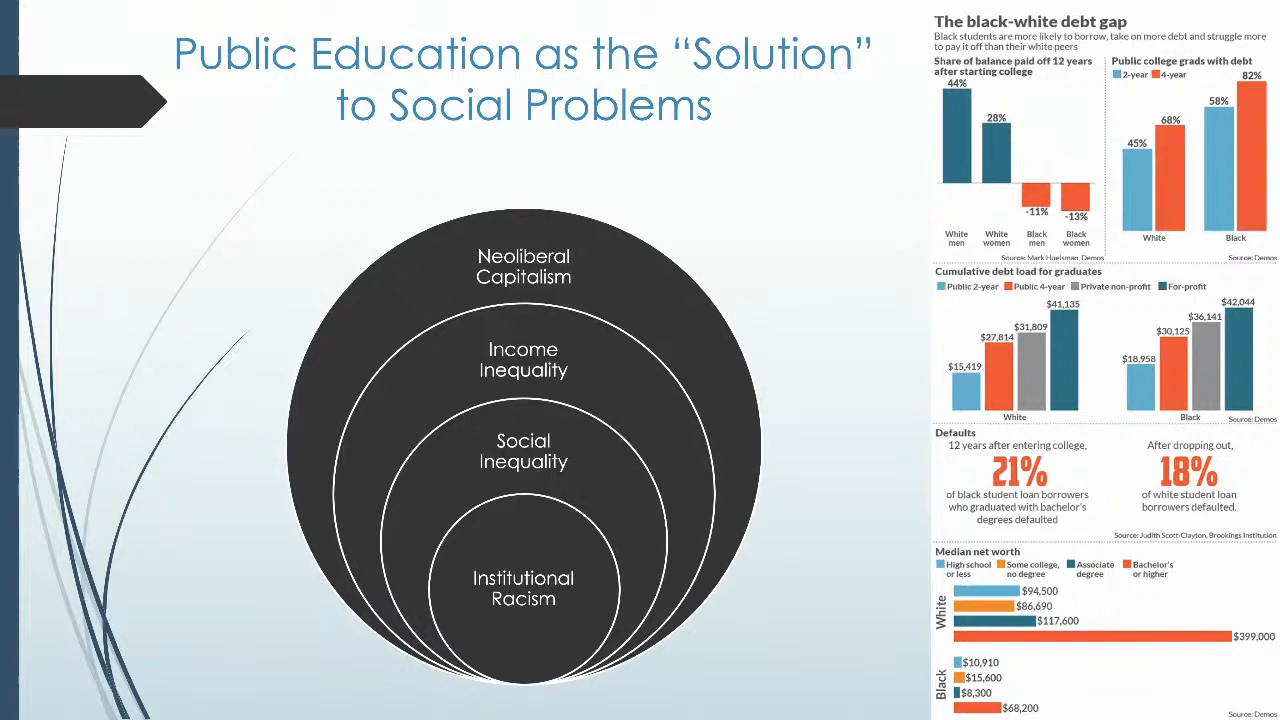 Public Education as the “Solution”
to Social Problems
Neoliberal
Capitalism
Income
Inequality
Social
Inequality
Institutional
Racism
The black-white debt gap
Black students are more likely to borrow, take on more debt and struggle more
to pay it off than their white peers
Share of balance paid off 12 years
after starting college
44%
28%
-11%
-13%
White
men
White
women
Black
men
Black
women
Source: Mark Huelsman, Demos
Public college grads with debt
2-year 4-year
45%
68%
58%
82%
White
Black
Source: Demos
Cumulative debt load for graduates
Public 2-year Public 4-year Private non-profit For-profit
$15,419
$27,814
$31,809
$41,135
White
$18,958
$30,125
$36,141
$42,044
Black
Source: Demos
Defaults
12 years after entering college,
21%
of black student loan borrowers
who graduated with bachelor's
degrees defaulted
After dropping out,
18%
of white student loan
borrowers defaulted.
Source: Judith Scott-Clayton, Brookings Institution
Median net worth
High school
or less
Some college,
no degree
Associate
degree
Bachelor's
or higher
White
$94,500
$86,690
$117,600
$399,000
Black
$10,910
$15,600
$8,300
$68,200
Source: Demos